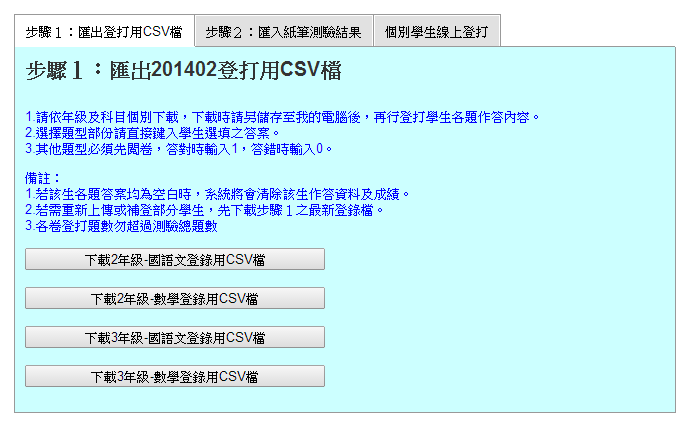 步驟１：匯出登打用CSV檔
步驟２：匯入紙筆測驗結果
個別學生線上登打
步驟１：匯出201402登打用CSV檔
1.請依年級及科目個別下載，下載時請另儲存至我的電腦後，再行登打學生各題作答內容。
2.選擇題型部份請直接鍵入學生選填之答案。
3.其他題型必須先閱卷，答對時輸入1，答錯時輸入0。
備註：
1.若該生各題答案均為空白時，系統將會清除該生作答資料及成績。
2.若需重新上傳或補登部分學生，先下載步驟１之最新登錄檔。
3.各卷登打題數勿超過測驗總題數
下載2年級-國語文登錄用CSV檔
下載2年級-數學登錄用CSV檔
下載3年級-國語文登錄用CSV檔
下載3年級-數學登錄用CSV檔